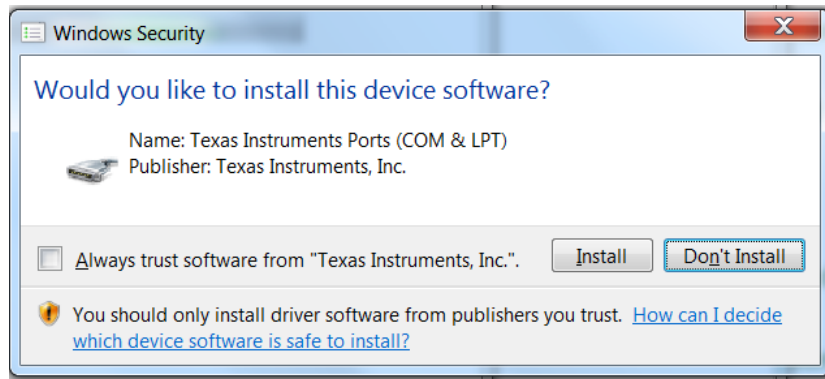 Windows Security
Would you like to install this device software?
Name: Texas Instruments Ports (COM & LPT)
Publisher: Texas Instruments, Inc.
Always trust software from "Texas Instruments, Inc.".
Install
Don't Install
You should only install driver software from publishers you trust. How can I decide
which device software is safe to install?